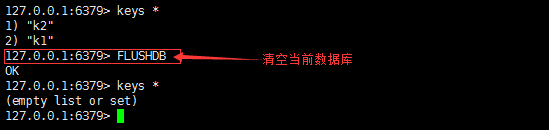 127.0.0.1:6379> keys *
1) "k2"
2) "k1"
127.0.0.1:6379> FLUSHDB 清空当前数据库
OK
127.0.0.1:6379> keys *
(empty list or set)
127.0.0.1:6379>